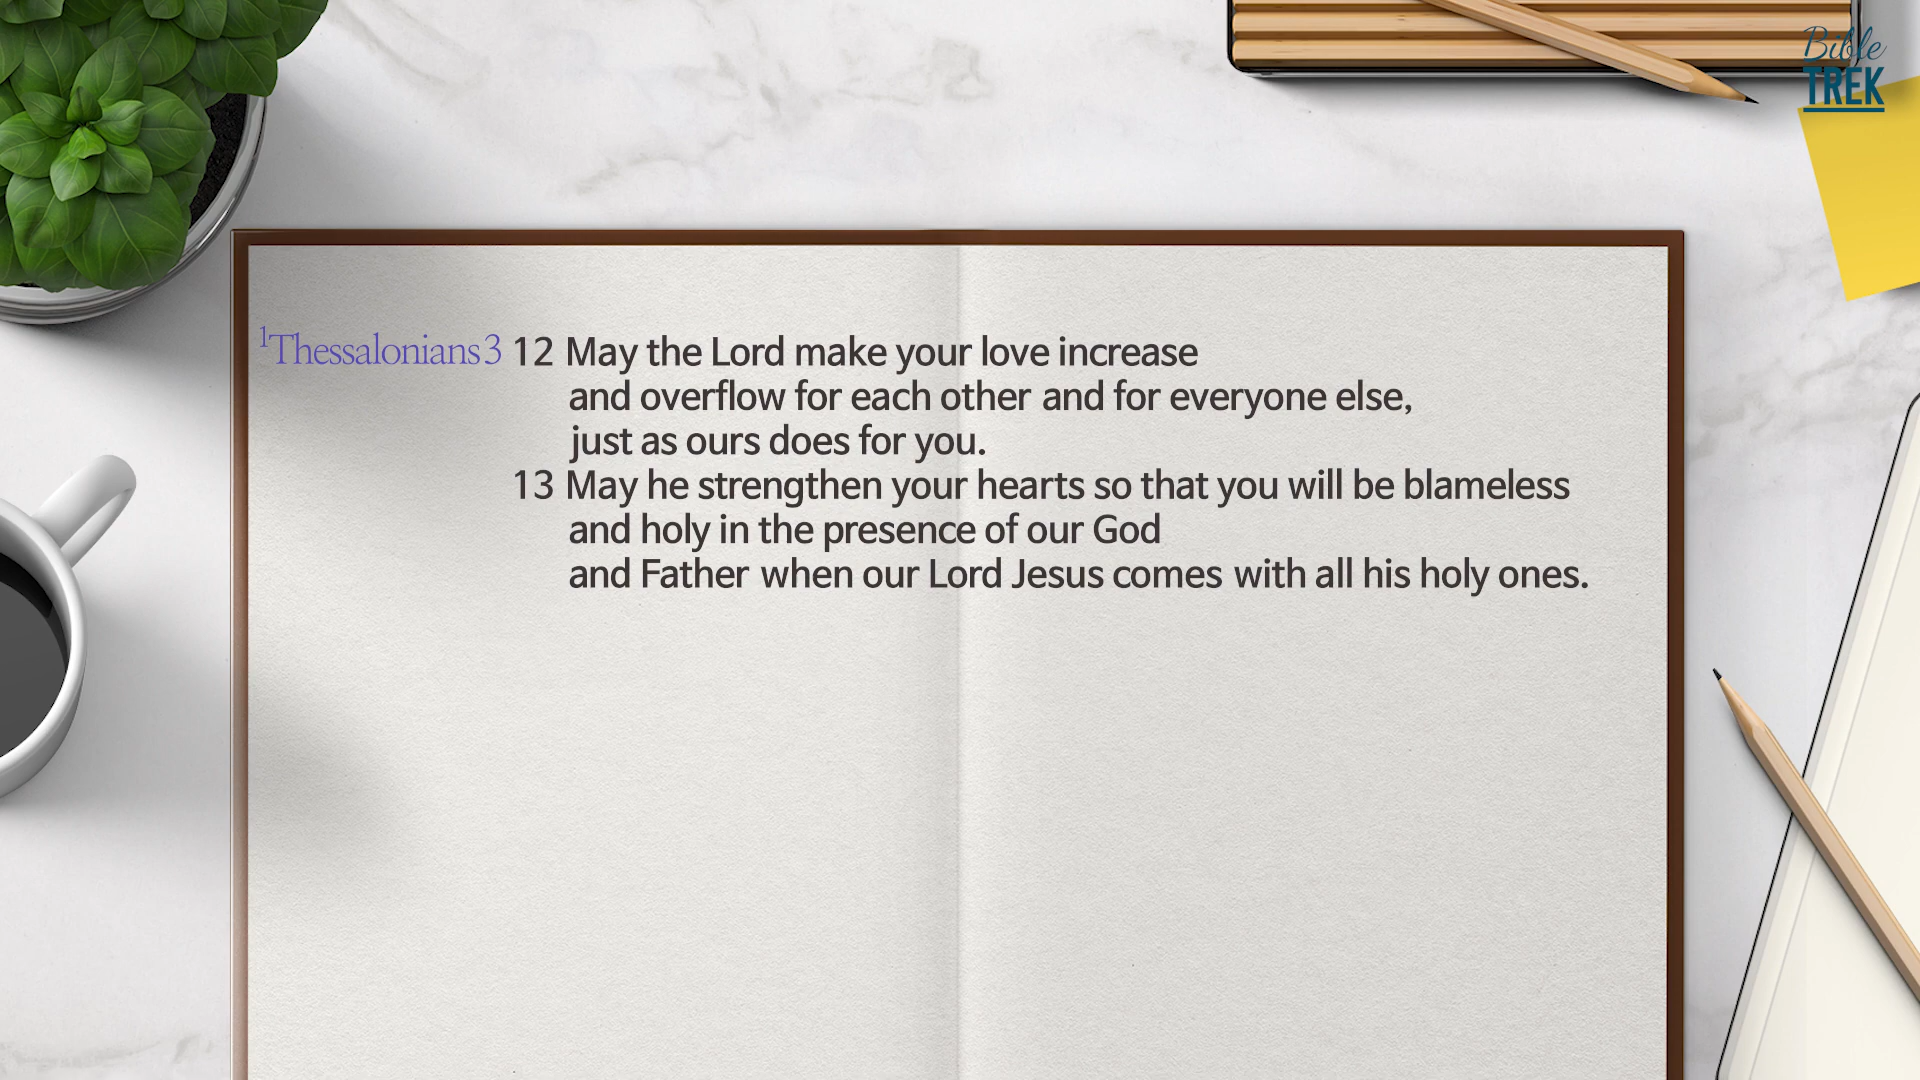 Bible
TREK
1Thessalonians 3 12 May the Lord make your love increase
and overflow for each other and for everyone else,
just as ours does for you.
13 May he strengthen your hearts so that you will be blameless
and holy in the presence of our God
and Father when our Lord Jesus comes with all his holy ones.